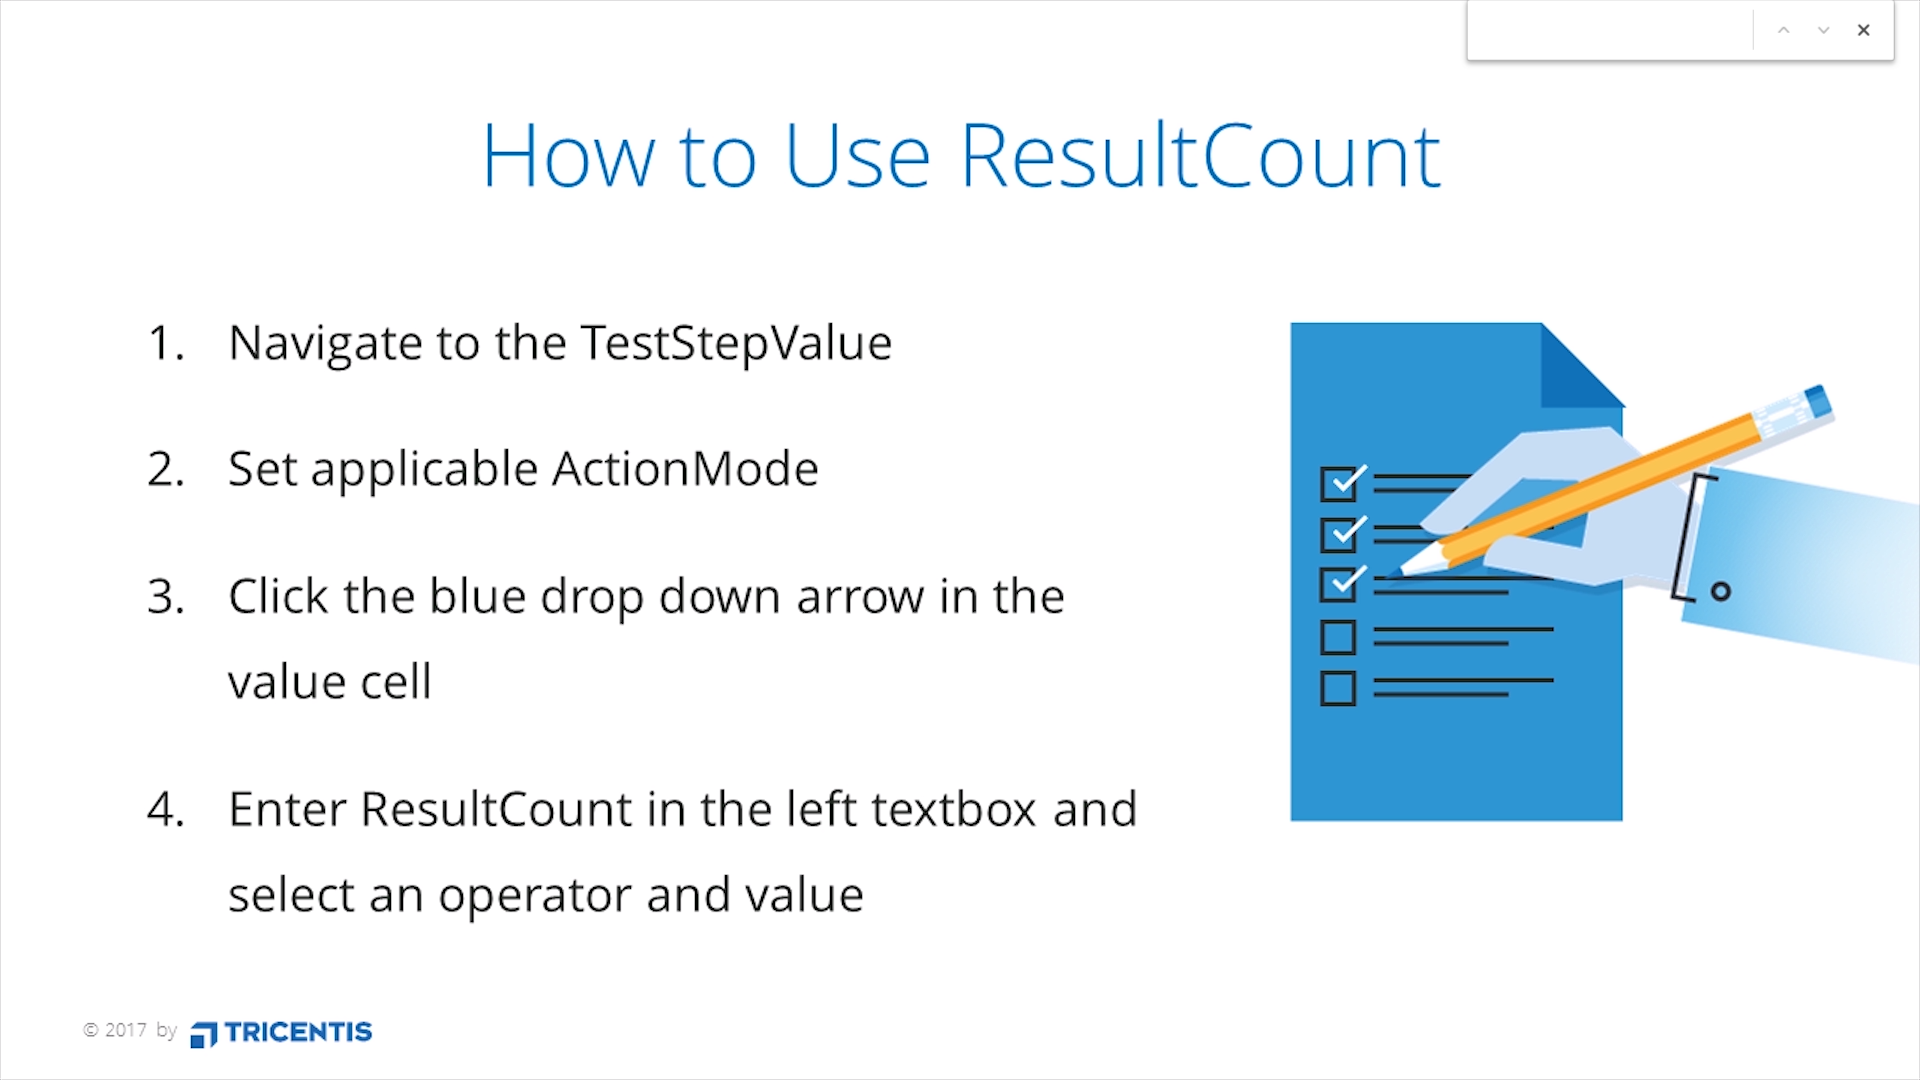 How to Use ResultCount
1. Navigate to the TestStepValue
2. Set applicable ActionMode
3. Click the blue drop down arrow in the
value cell
4. Enter ResultCount in the left textbox and
select an operator and value
© 2017 by TRICENTIS